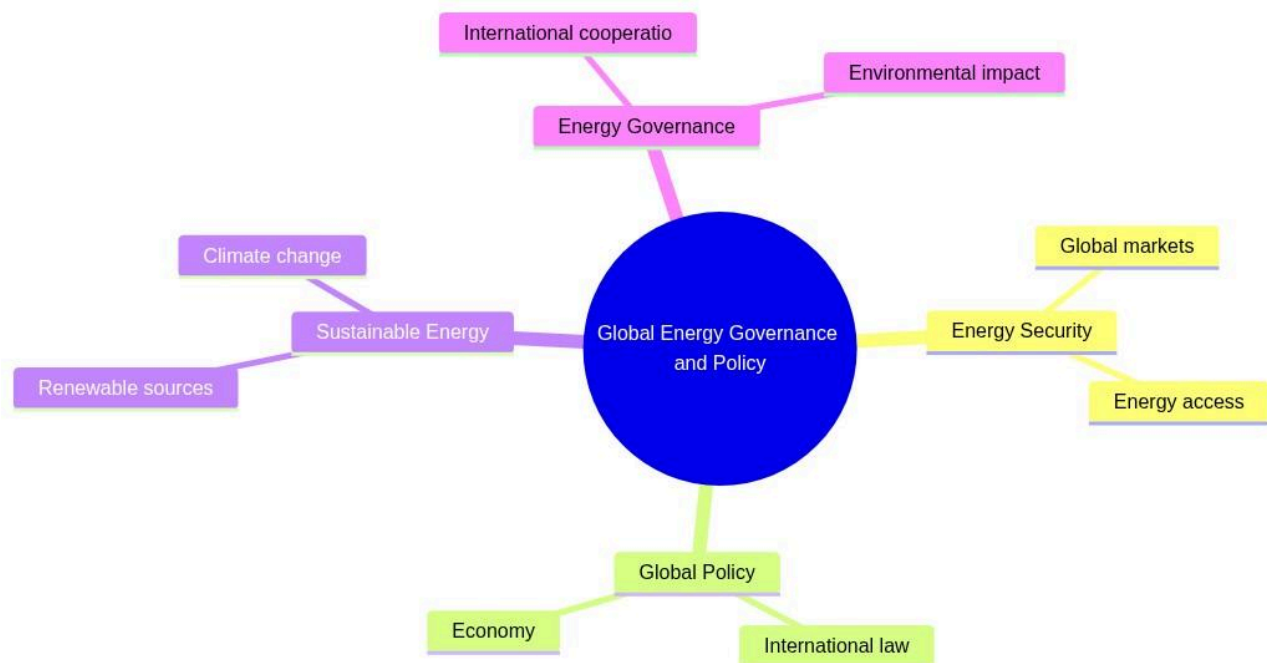 International cooperatio
Environmental impact
Energy Governance
Climate change
Global markets
Sustainable Energy
Global Energy Governance
and Policy
Energy Security
Renewable sources
Energy access
Global Policy
Economy
International law